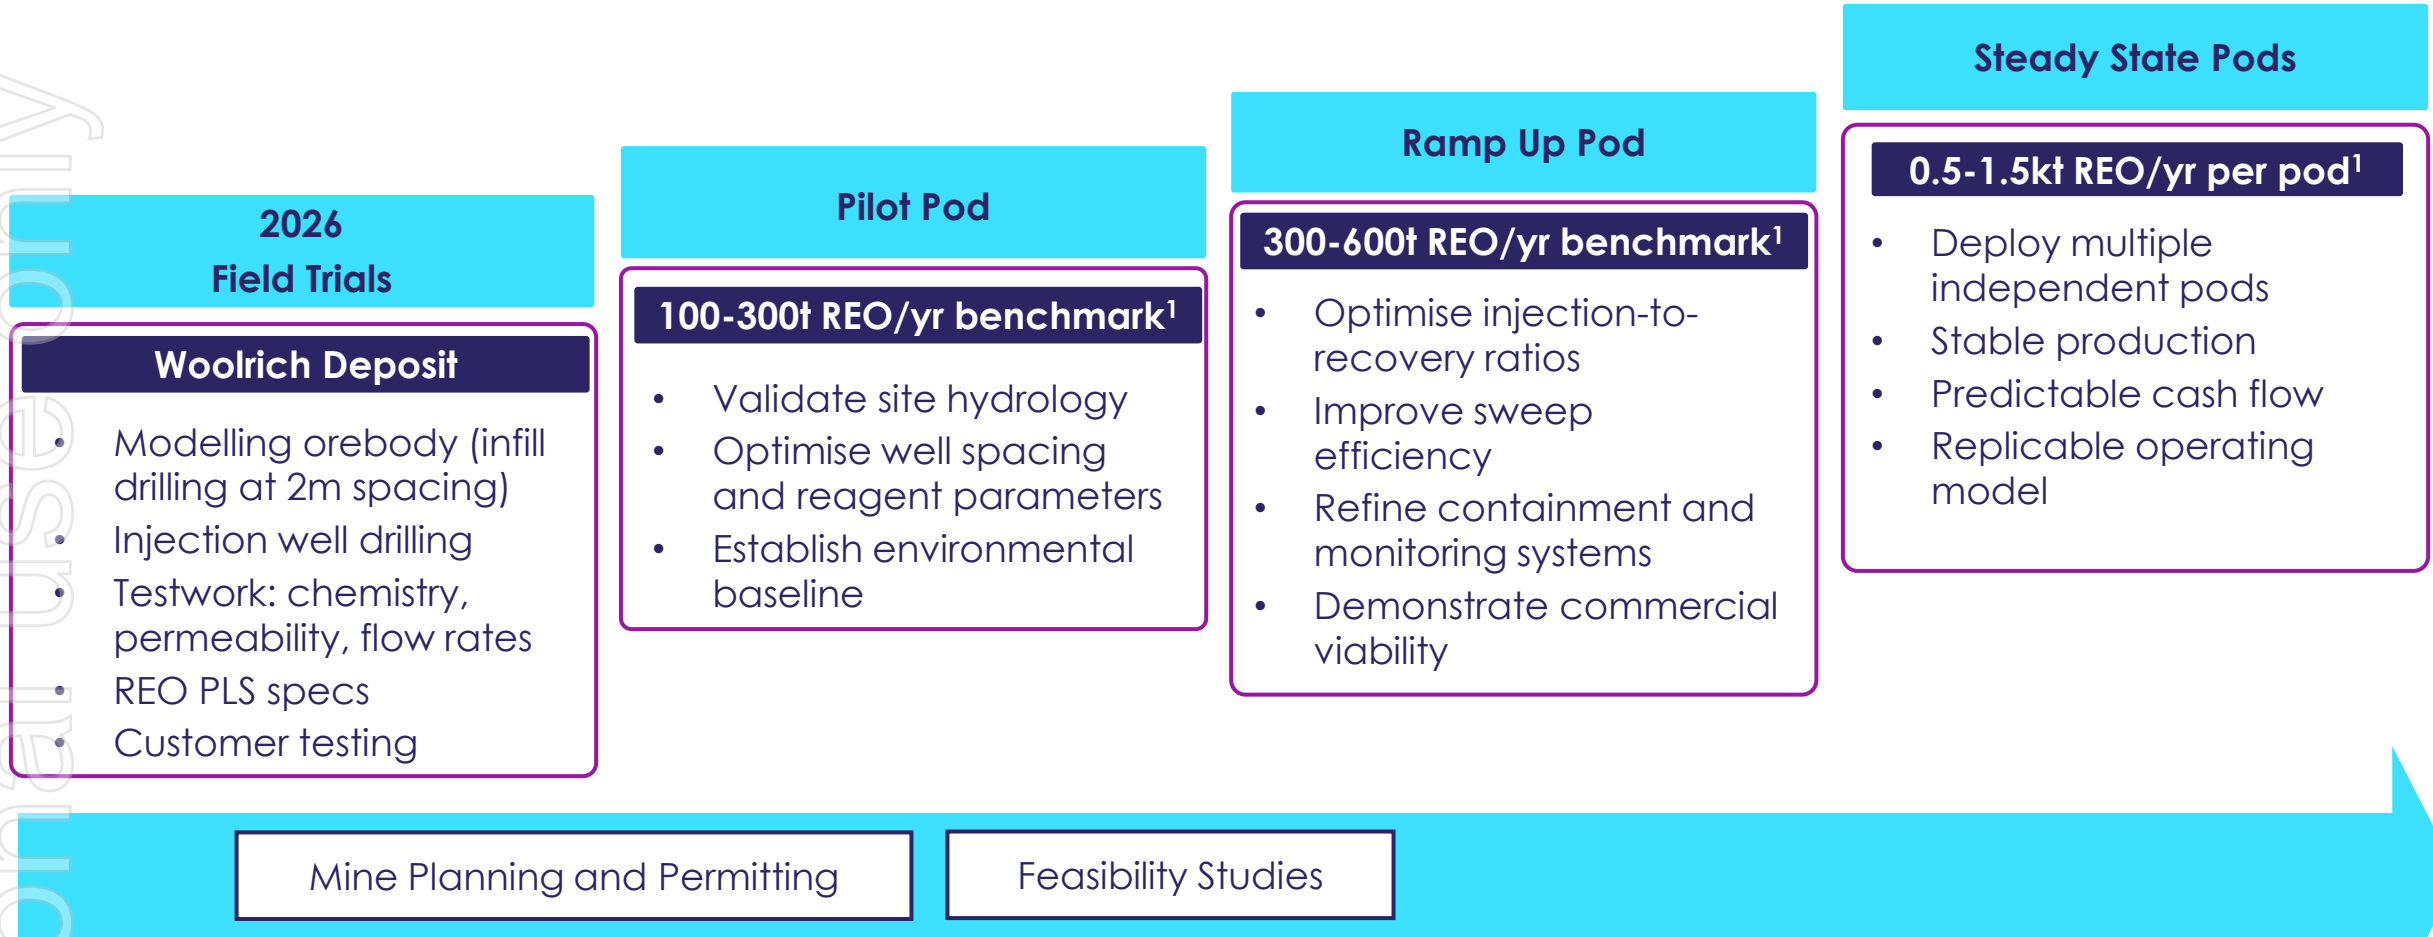 2026
Field Trials
Woolrich Deposit
• Modelling orebody (infill
drilling at 2m spacing)
• Injection well drilling
• Testwork: chemistry,
permeability, flow rates
• REO PLS specs
• Customer testing
Pilot Pod
100-300t REO/yr benchmark¹
• Validate site hydrology
• Optimise well spacing
and reagent parameters
• Establish environmental
baseline
Ramp Up Pod
300-600t REO/yr benchmark¹
• Optimise injection-to-
recovery ratios
• Improve sweep
efficiency
• Refine containment and
monitoring systems
• Demonstrate commercial
viability
Steady State Pods
0.5-1.5kt REO/yr per pod¹
• Deploy multiple
independent pods
• Stable production
• Predictable cash flow
• Replicable operating
model
Mine Planning and Permitting
Feasibility Studies
use only